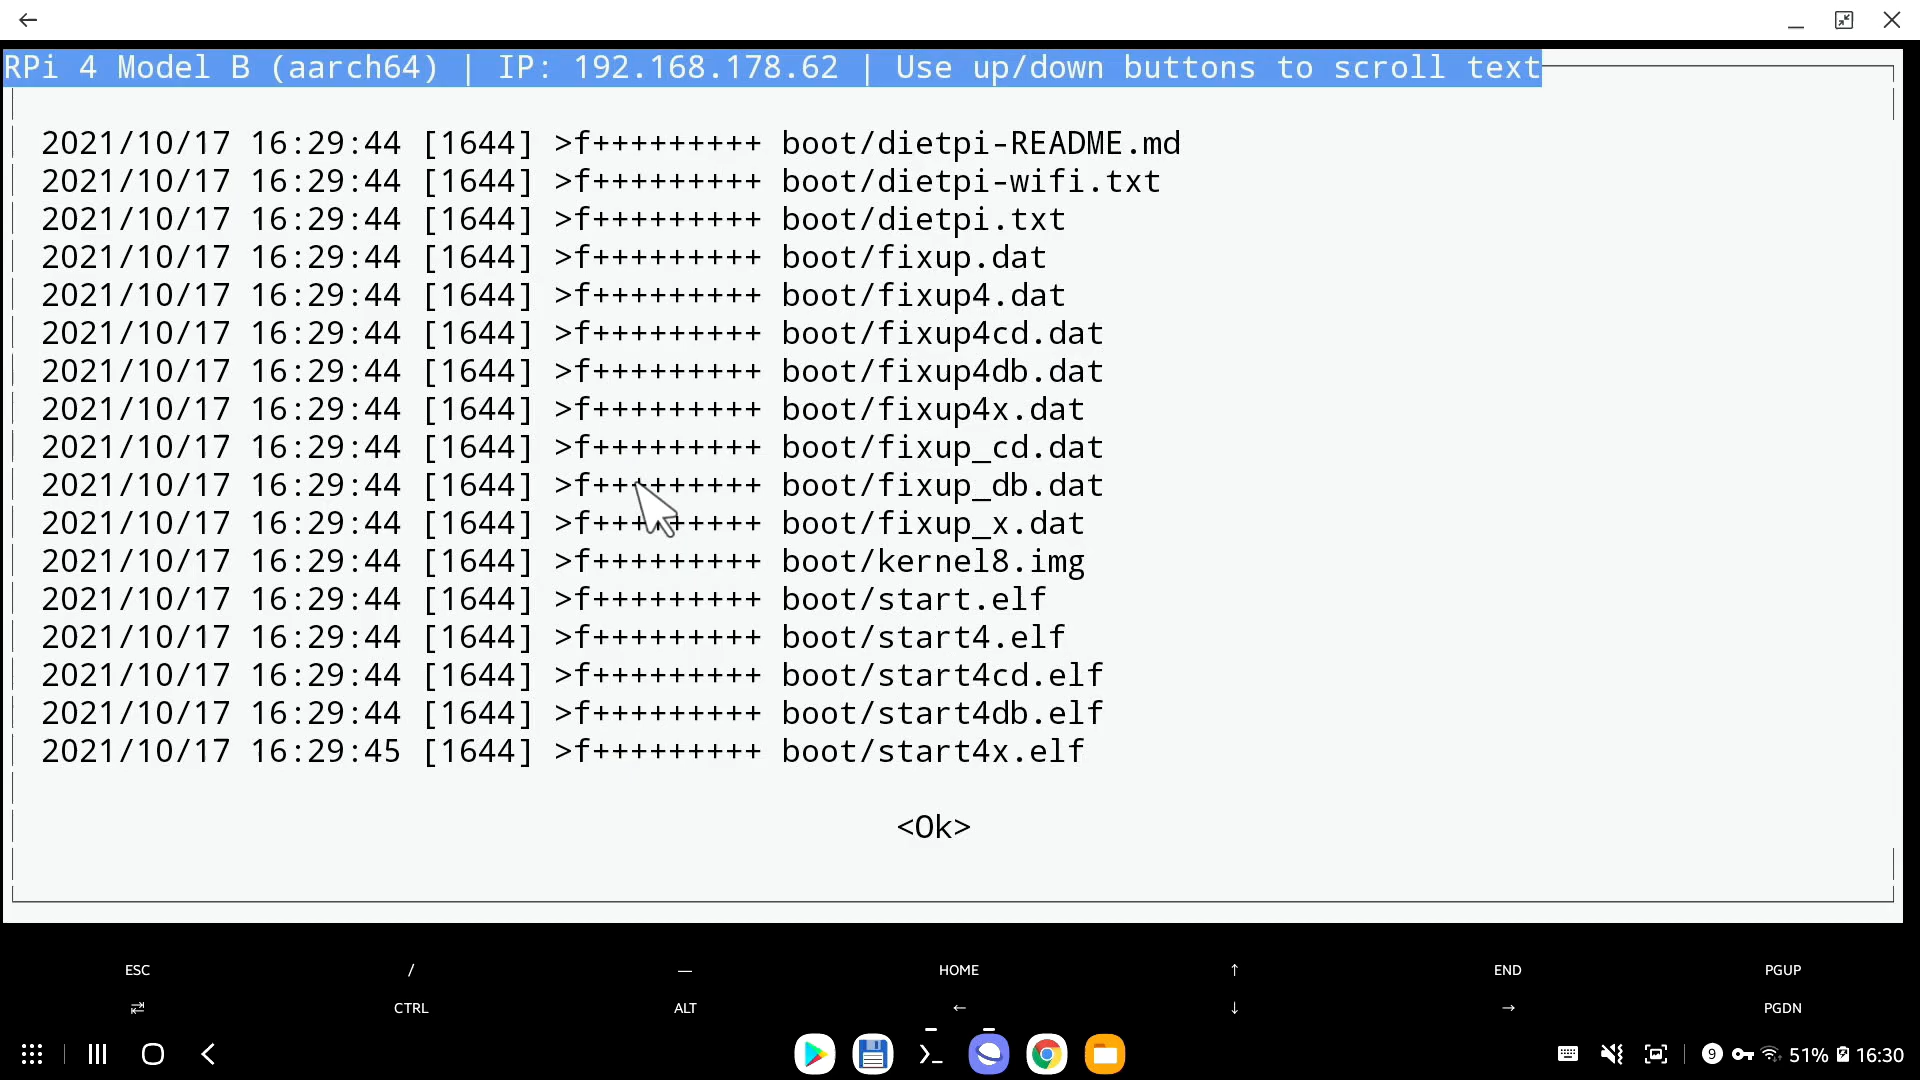 RPi 4 Model B (aarch64) | IP: 192.168.178.62 | Use up/down buttons to scroll text
2021/10/17 16:29:44 [1644] >f+++++++++ boot/dietpi-README.md
2021/10/17 16:29:44 [1644] >f+++++++++ boot/dietpi-wifi.txt
2021/10/17 16:29:44 [1644] >f+++++++++ boot/dietpi.txt
2021/10/17 16:29:44 [1644] >f+++++++++ boot/fixup.dat
2021/10/17 16:29:44 [1644] >f+++++++++ boot/fixup4.dat
2021/10/17 16:29:44 [1644] >f+++++++++ boot/fixup4cd.dat
2021/10/17 16:29:44 [1644] >f+++++++++ boot/fixup4db.dat
2021/10/17 16:29:44 [1644] >f+++++++++ boot/fixup4x.dat
2021/10/17 16:29:44 [1644] >f+++++++++ boot/fixup_cd.dat
2021/10/17 16:29:44 [1644] >f+++++++++ boot/fixup_db.dat
2021/10/17 16:29:44 [1644] >f+++++++++ boot/fixup_x.dat
2021/10/17 16:29:44 [1644] >f+++++++++ boot/kernel8.img
2021/10/17 16:29:44 [1644] >f+++++++++ boot/start.elf
2021/10/17 16:29:44 [1644] >f+++++++++ boot/start4.elf
2021/10/17 16:29:44 [1644] >f+++++++++ boot/start4cd.elf
2021/10/17 16:29:44 [1644] >f+++++++++ boot/start4db.elf
2021/10/17 16:29:45 [1644] >f+++++++++ boot/start4x.elf
<Ok>
ESC / — HOME ↑ END PGUP
⇄ CTRL ALT ← ↓ → PGDN
9 51% 16:30